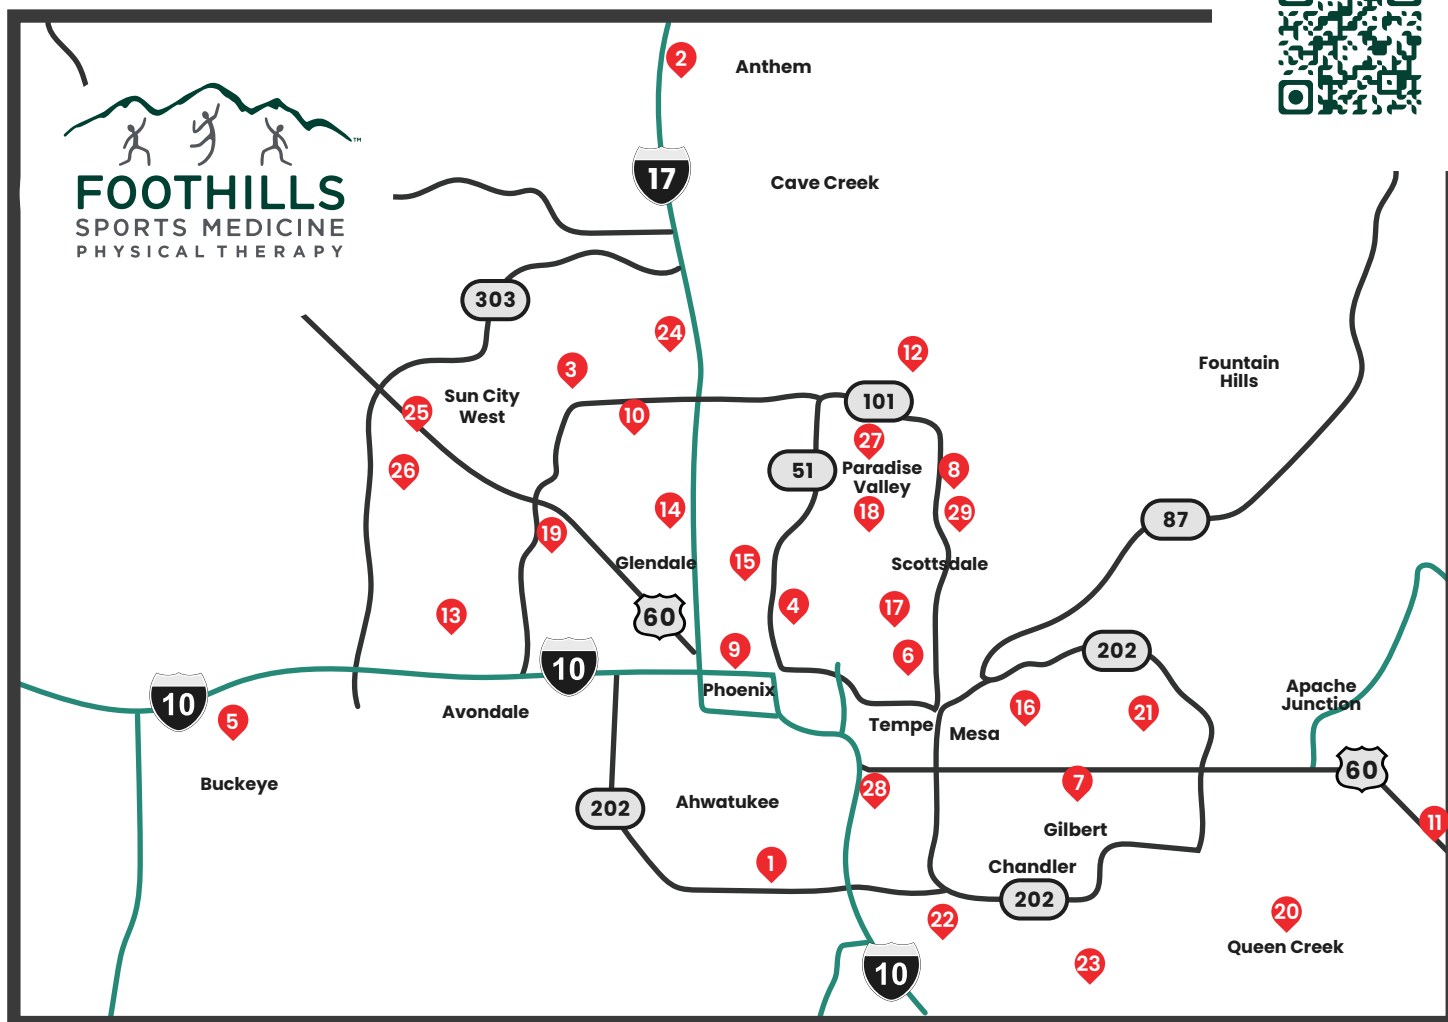 2
Anthem
17
Cave Creek
™
FOOTHILLS
SPORTS MEDICINE
PHYSICAL THERAPY
303
24
3
12
Fountain
Hills
Sun City
West
25
10
101
27
51
Paradise
Valley
8
26
14
18
29
87
19
Glendale
15
Scottsdale
13
60
4
17
9
6
202
10
10
5
Phoenix
Avondale
Tempe
Mesa
16
21
Apache
Junction
Buckeye
202
Ahwatukee
28
7
60
Gilbert
11
1
Chandler
202
22
20
Queen Creek
23
10